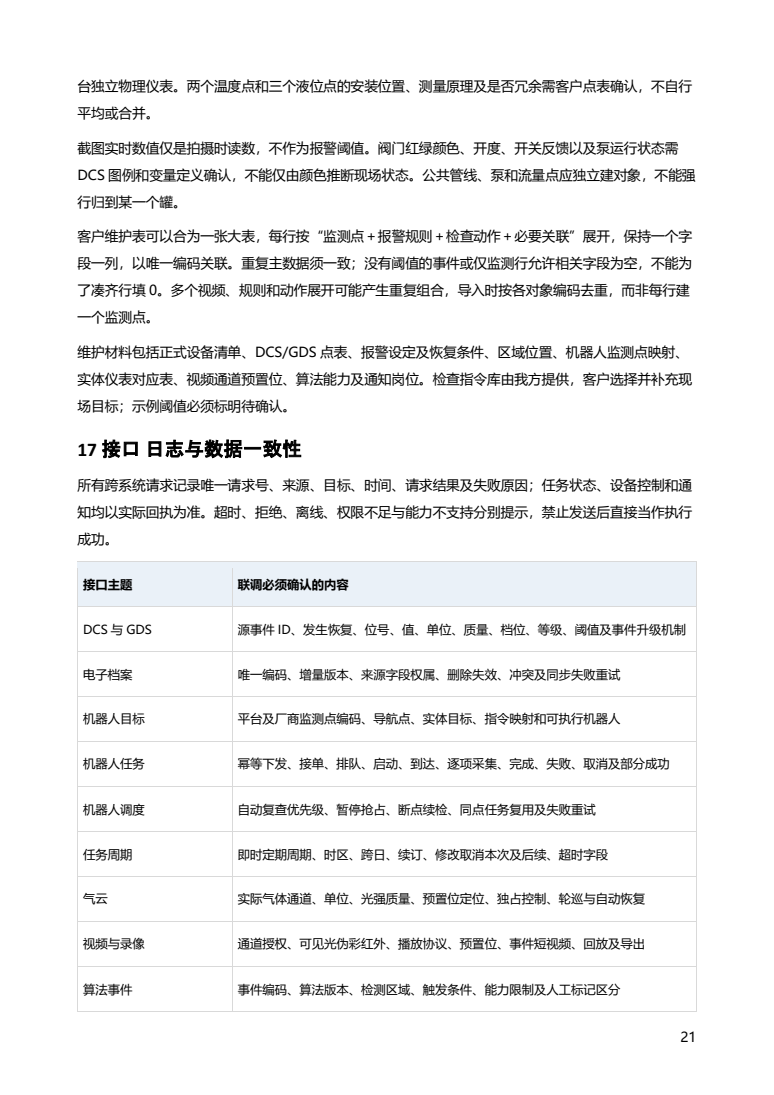 台独立物理仪表。两个温度点和三个液位点的安装位置、测量原理及是否冗余需客户点表确认，不自行
平均或合并。
截图实时数值仅是拍摄时读数，不作为报警阈值。阀门红绿颜色、开度、开关反馈以及泵运行状态需
DCS 图例和变量定义确认，不能仅由颜色推断现场状态。公共管线、泵和流量点应独立建对象，不能强
行归到某一个罐。
客户维护表可以合为一张大表，每行按“监测点＋报警规则＋检查动作＋必要关联”展开，保持一个字
段一列，以唯一编码关联。重复主数据须一致；没有阈值的事件或仅监测行允许相关字段为空，不能为
了凑齐行填 0。多个视频、规则和动作展开可能产生重复组合，导入时按各对象编码去重，而非每行建
一个监测点。
维护材料包括正式设备清单、DCS/GDS 点表、报警设定及恢复条件、区域位置、机器人监测点映射、
实体仪表对应表、视频通道预置位、算法能力及通知岗位。检查指令库由我方提供，客户选择并补充现
场目标；示例阈值必须标明待确认。
17 接口 日志与数据一致性
所有跨系统请求记录唯一请求号、来源、目标、时间、请求结果及失败原因；任务状态、设备控制和通
知均以实际回执为准。超时、拒绝、离线、权限不足与能力不支持分别提示，禁止发送后直接当作执行
成功。
接口主题 联调必须确认的内容
DCS 与 GDS 源事件 ID、发生恢复、位号、值、单位、质量、档位、等级、阈值及事件升级机制
电子档案 唯一编码、增量版本、来源字段权属、删除失效、冲突及同步失败重试
机器人目标 平台及厂商监测点编码、导航点、实体目标、指令映射和可执行机器人
机器人任务 幂等下发、接单、排队、启动、到达、逐项采集、完成、失败、取消及部分成功
机器人调度 自动复查优先级、暂停抢占、断点续检、同点任务复用及失败重试
任务周期 即时定期周期、时区、跨日、续订、修改取消本次及后续、超时字段
气云 实际气体通道、单位、光强质量、预置位定位、独占控制、轮巡与自动恢复
视频与录像 通道授权、可见光伪彩红外、播放协议、预置位、事件短视频、回放及导出
算法事件 事件编码、算法版本、检测区域、触发条件、能力限制及人工标记区分
21